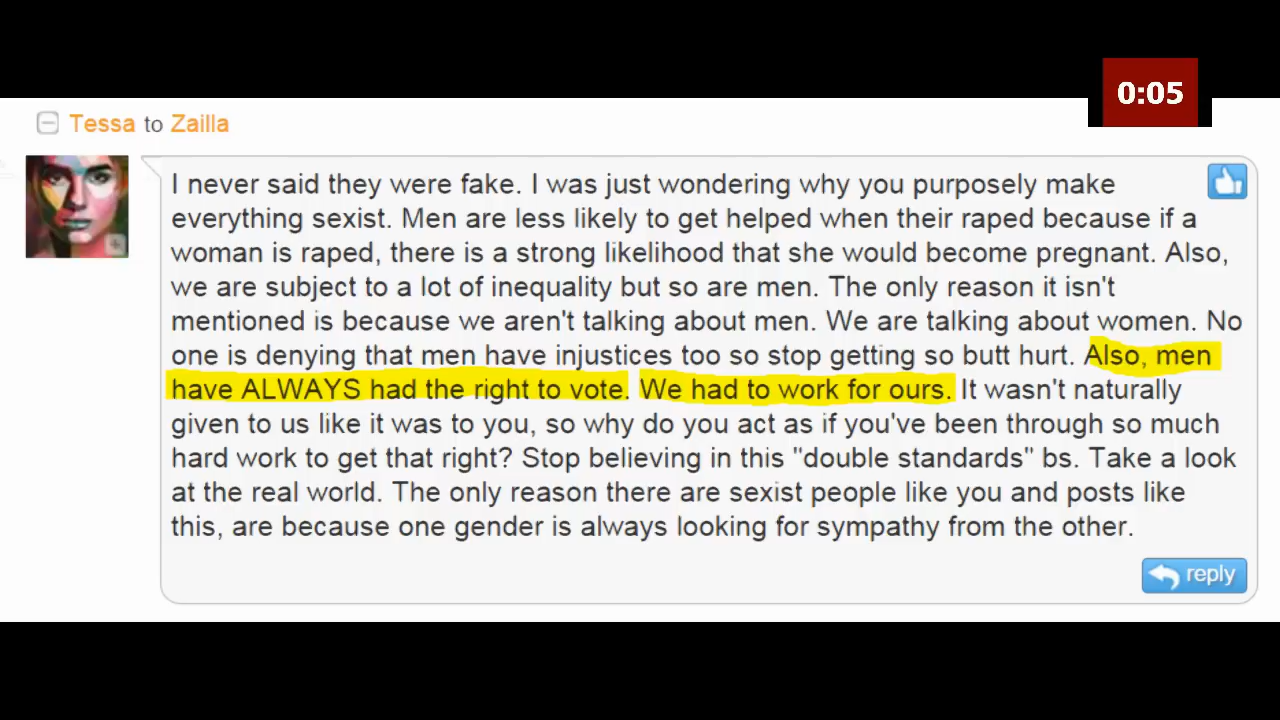 0:05
Tessa to Zailla
I never said they were fake. I was just wondering why you purposely make
everything sexist. Men are less likely to get helped when their raped because if a
woman is raped, there is a strong likelihood that she would become pregnant. Also,
we are subject to a lot of inequality but so are men. The only reason it isn't
mentioned is because we aren't talking about men. We are talking about women. No
one is denying that men have injustices too so stop getting so butt hurt. Also, men
have ALWAYS had the right to vote. We had to work for ours. It wasn't naturally
given to us like it was to you, so why do you act as if you've been through so much
hard work to get that right? Stop believing in this "double standards" bs. Take a look
at the real world. The only reason there are sexist people like you and posts like
this, are because one gender is always looking for sympathy from the other.
reply